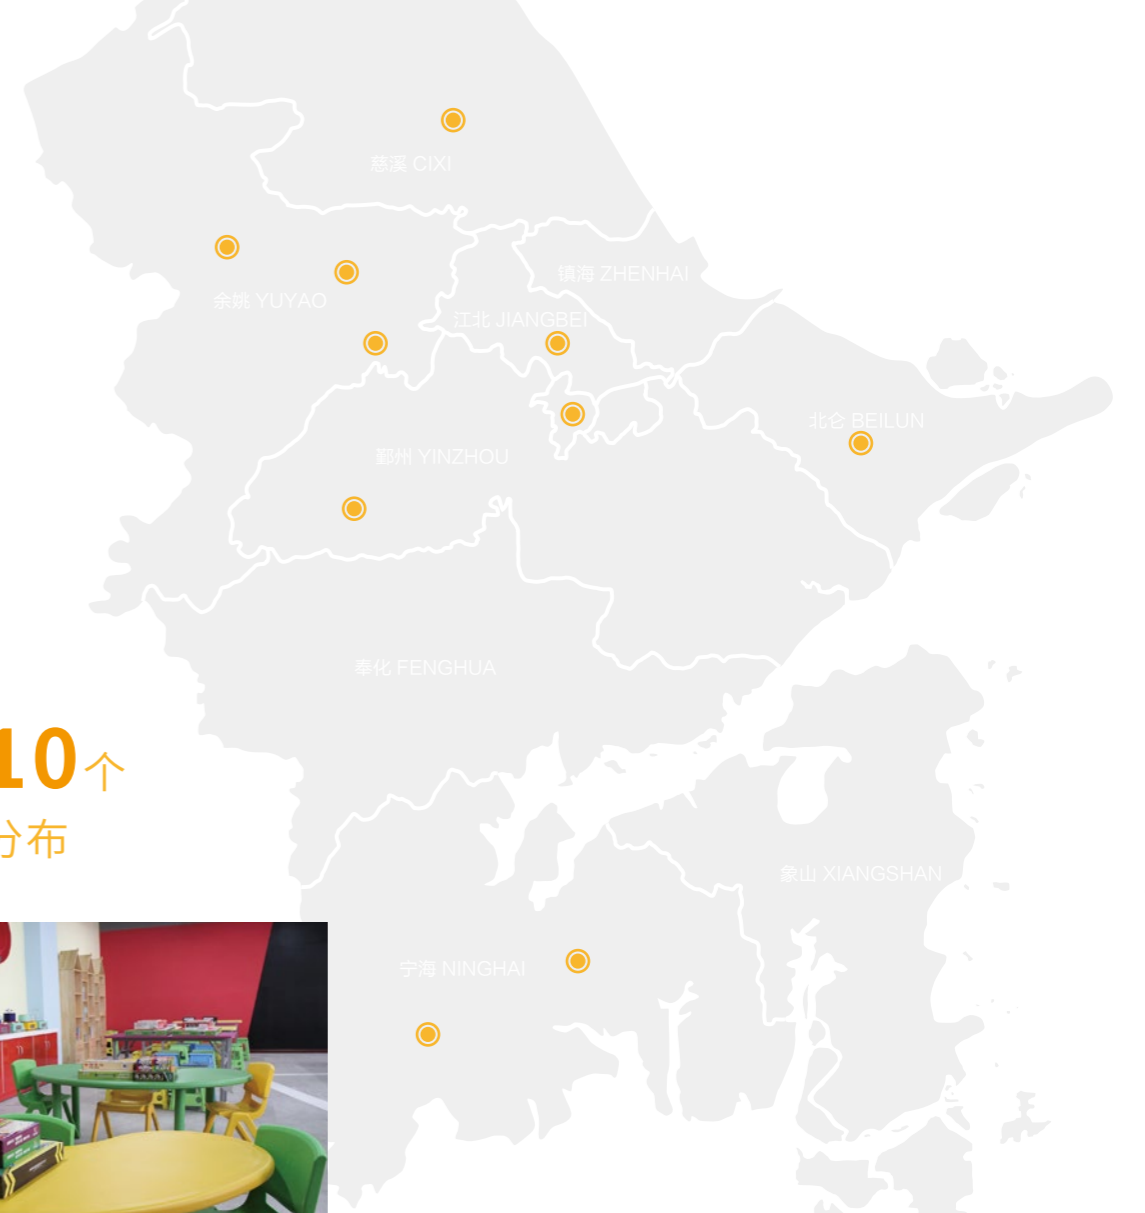 慈溪 CIXI
镇海 ZHENHAI
余姚 YUYAO
江北 JIANGBEI
北仑 BEILUN
鄞州 YINZHOU
奉化 FENGHUA
10个
分布
象山 XIANGSHAN
宁海 NINGHAI